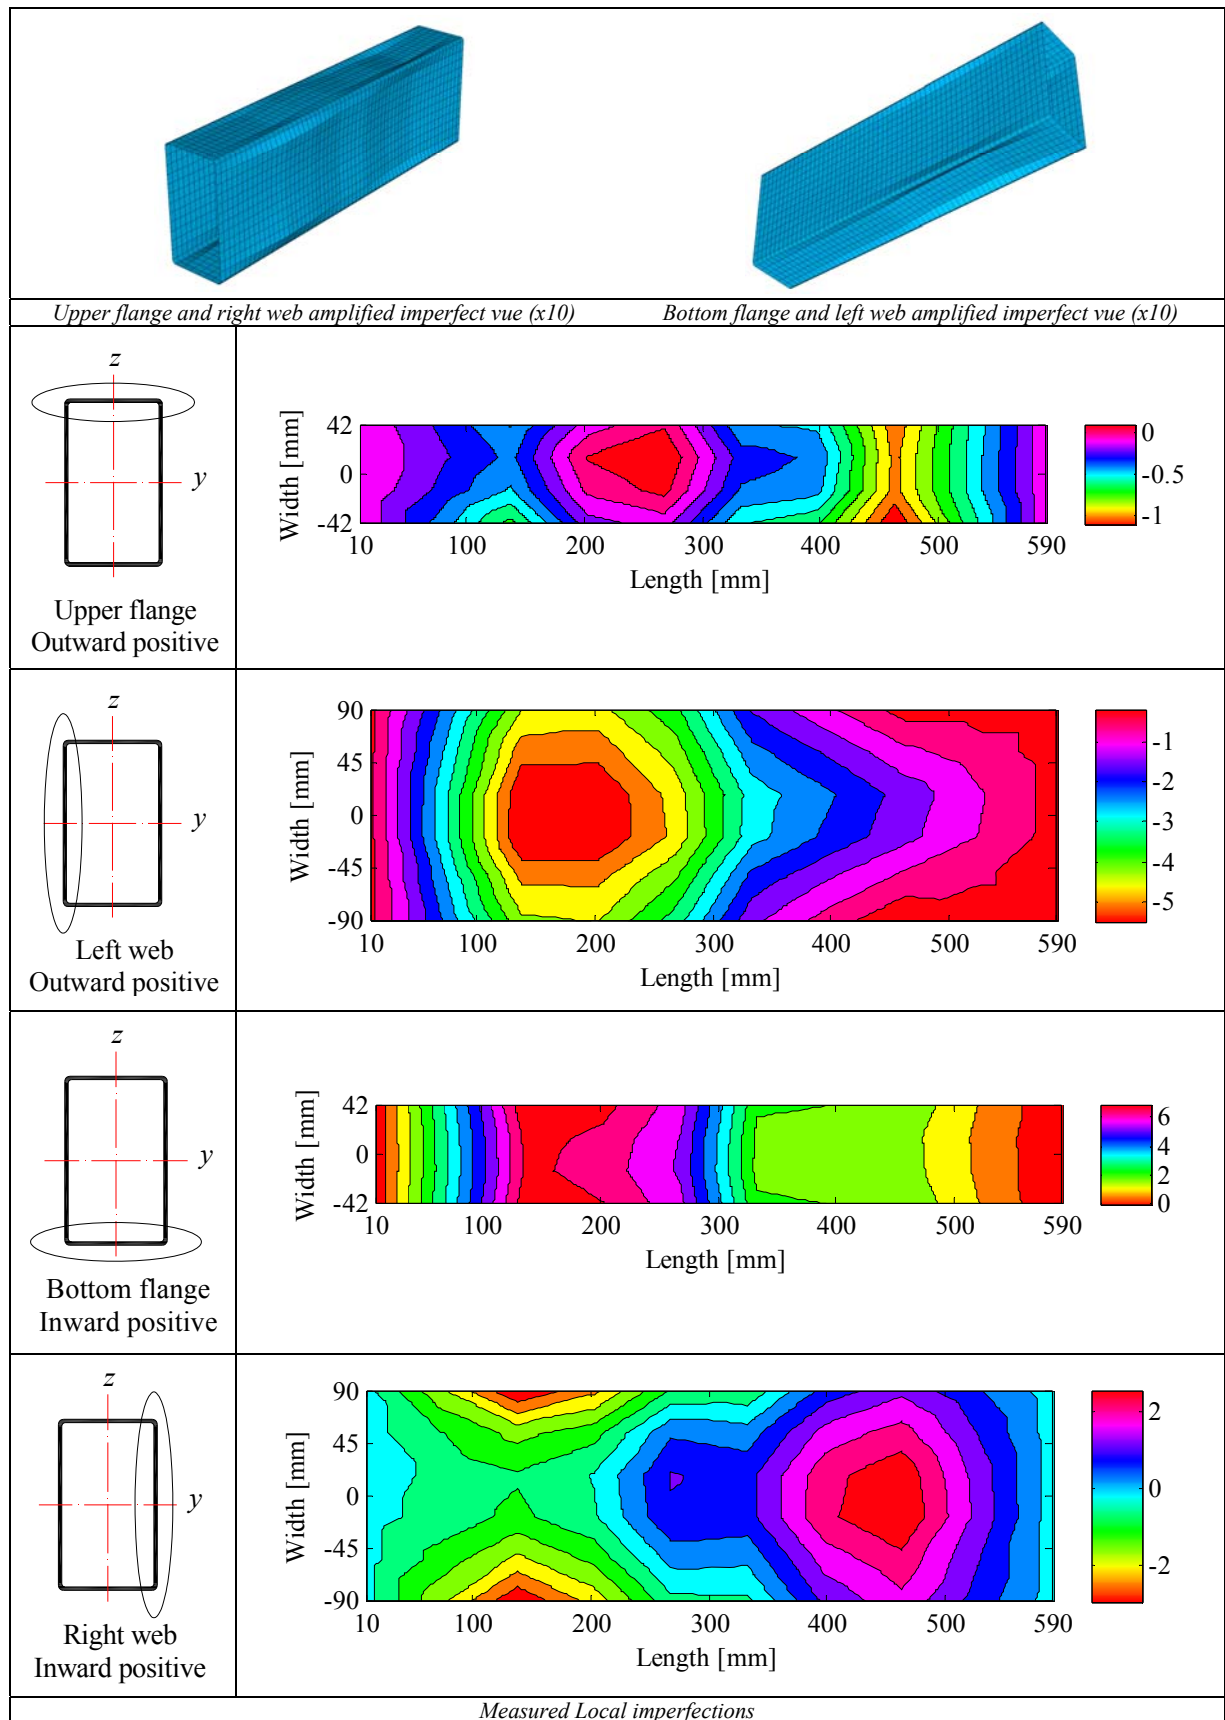 Upper flange and right web amplified imperfect vue (x10)
Bottom flange and left web amplified imperfect vue (x10)
z
y
Upper flange
Outward positive
Width [mm]
42
0
-42
10 100 200 300 400 500 590
Length [mm]
0
-0.5
-1
z
y
Left web
Outward positive
Width [mm]
90
45
0
-45
-90
10 100 200 300 400 500 590
Length [mm]
-1
-2
-3
-4
-5
z
y
Bottom flange
Inward positive
Width [mm]
42
0
-42
10 100 200 300 400 500 590
Length [mm]
6
4
2
0
z
y
Right web
Inward positive
Width [mm]
90
45
0
-45
-90
10 100 200 300 400 500 590
Length [mm]
2
0
-2
Measured Local imperfections